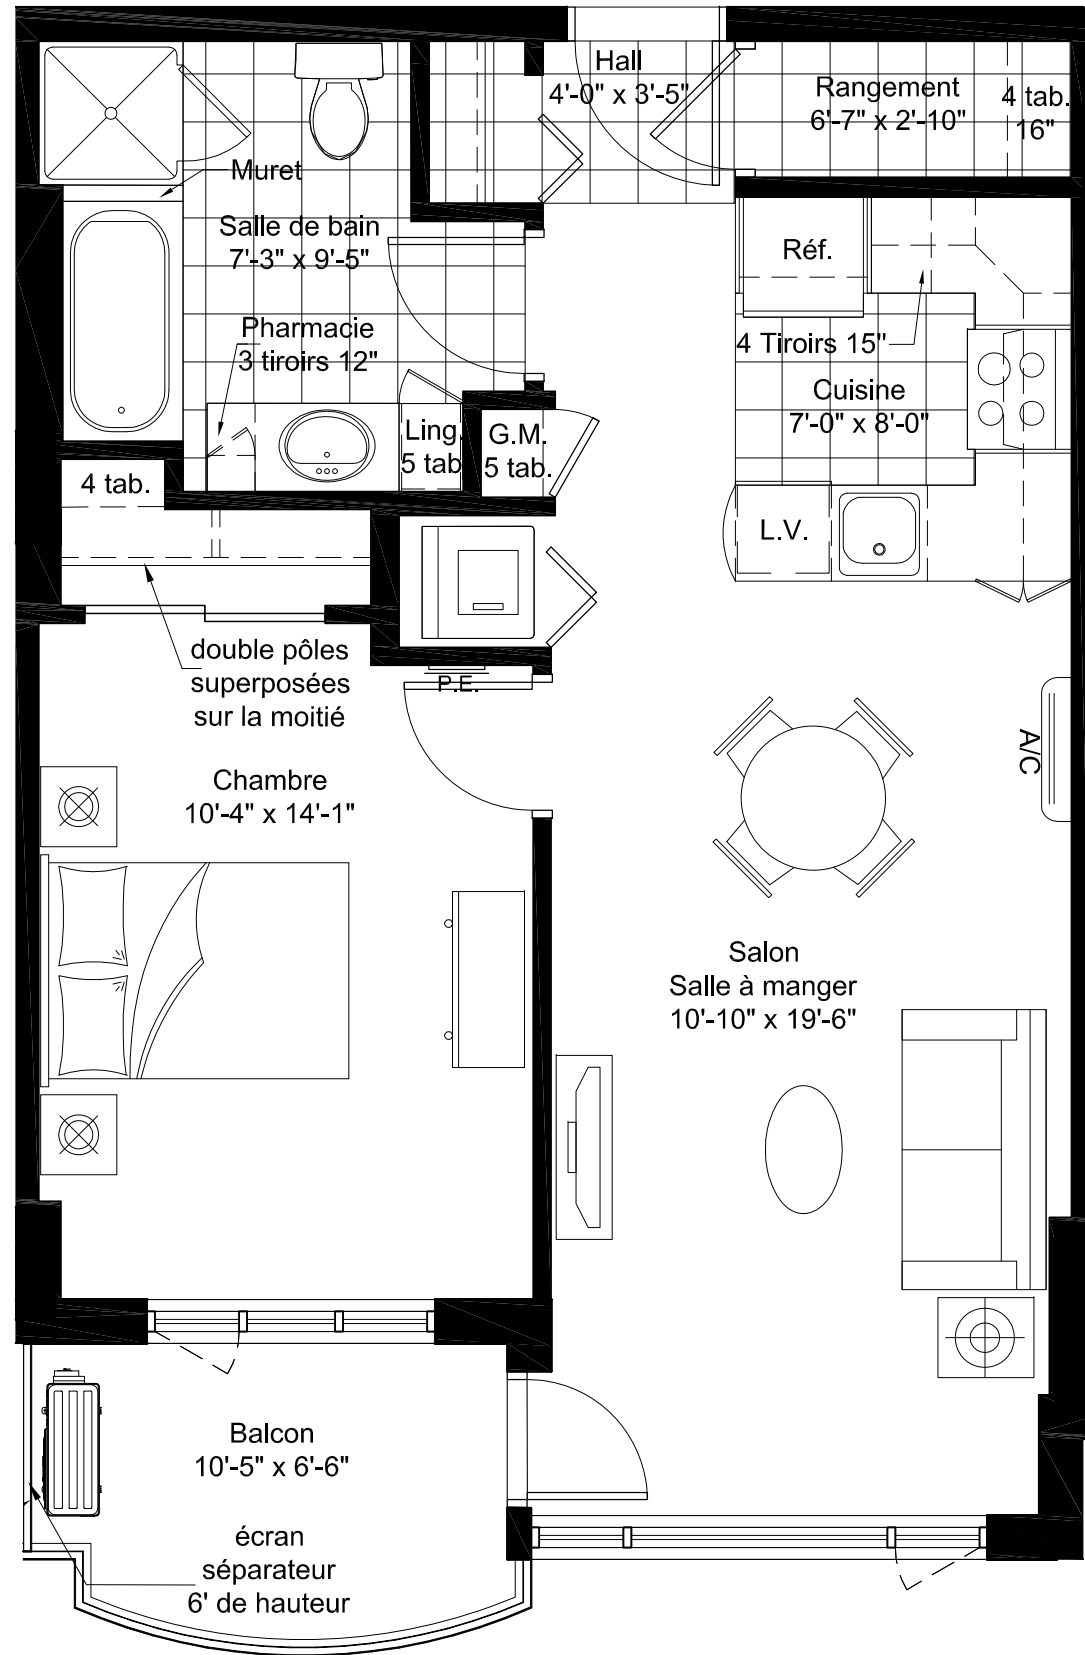 Hall
4'-0" x 3'-5"
Rangement
6'-7" x 2'-10"
4 tab.
16"
Muret
Salle de bain
7'-3" x 9'-5"
Réf.
Pharmacie
3 tiroirs 12"
4 Tiroirs 15"
Cuisine
7'-0" x 8'-0"
Ling.
5 tab
G.M.
5 tab.
4 tab.
L.V.
double pôles
superposées
sur la moitié
P.E.
A/C
Chambre
10'-4" x 14'-1"
Salon
Salle à manger
10'-10" x 19'-6"
Balcon
10'-5" x 6'-6"
écran
séparateur
6' de hauteur